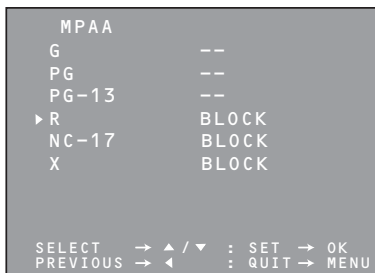 MPAA
G --
PG --
PG-13 --
▶ R BLOCK
NC-17 BLOCK
X BLOCK
SELECT → ▲/▼ : SET → OK
PREVIOUS → ◀ : QUIT → MENU